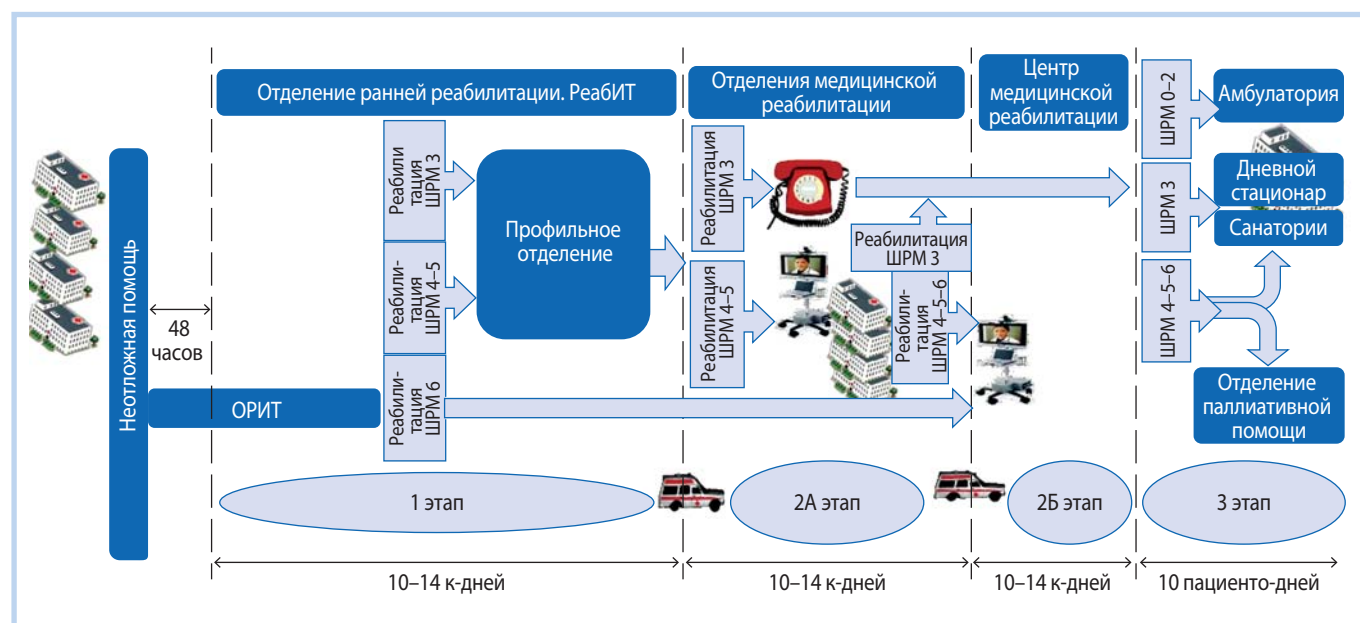 Неотложная помощь
48
часов
ОРИТ
Отделение ранней реабилитации. РеабИТ
Реабили
тация
ШРМ 3
Реабили-
тация
ШРМ 4–5
Реабили-
тация
ШРМ 6
Профильное
отделение
Отделения медицинской
реабилитации
Реабилитация
ШРМ 3
Реабилитация
ШРМ 4–5
Реабилитация
ШРМ 3
Реабили-
тация
ШРМ 4–5–6
Центр
медицинской
реабилитации
ШРМ 0–2
ШРМ 3
ШРМ 4–5–6
Амбулатория
Дневной
стационар
Санатории
Отделение
паллиативной
помощи
1 этап
2А этап
2Б этап
3 этап
10–14 к-дней
10–14 к-дней
10–14 к-дней
10 пациенто-дней